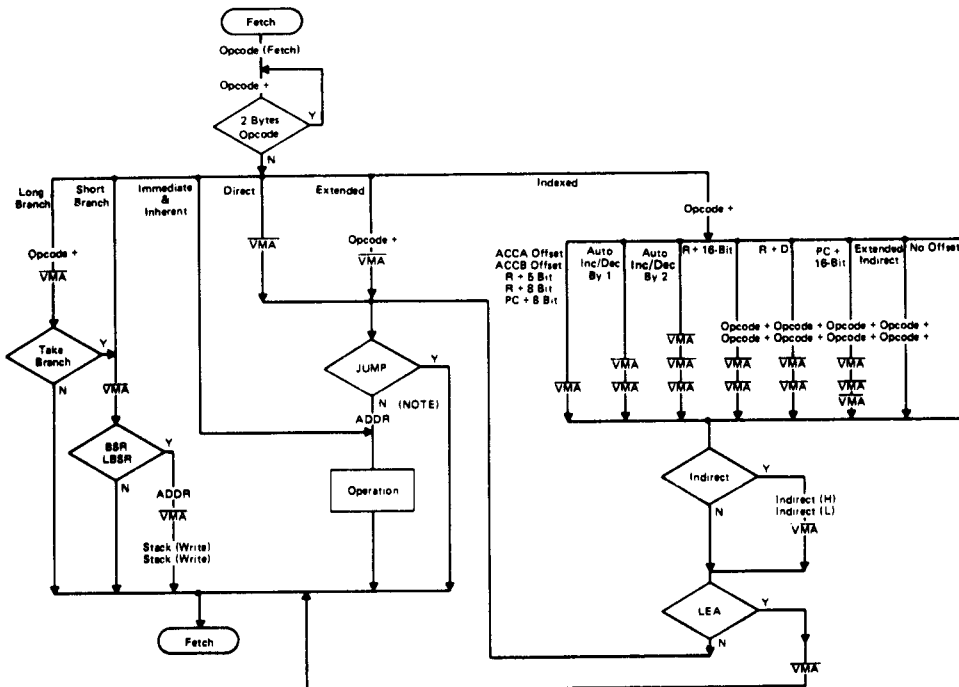 Fetch
Opcode (Fetch)
Opcode +
2 Bytes
Opcode
Y
N
Long
Branch
Short
Branch
Immediate
&
Inherent
Direct
Extended
Indexed
Opcode +
VMA
VMA
Opcode +
VMA
Opcode +
ACCA Offset
ACCB Offset
R + 5 Bit
R + 8 Bit
PC + 8 Bit
Auto
Inc/Dec
By 1
Auto
Inc/Dec
By 2
R + 16-Bit
R + D
PC +
16-Bit
Extended
Indirect
No Offset
VMA
Opcode + Opcode + Opcode + Opcode +
Opcode + Opcode + Opcode + Opcode +
VMA VMA VMA VMA VMA
VMA VMA VMA VMA VMA VMA
VMA
Take
Branch
Y
N
VMA
BSR
LBSR
Y
N
ADDR
VMA
Stack (Write)
Stack (Write)
JUMP
Y
N
(NOTE)
ADDR
Operation
Indirect
Y
N
Indirect (H)
Indirect (L)
VMA
LEA
Y
N
VMA
Fetch